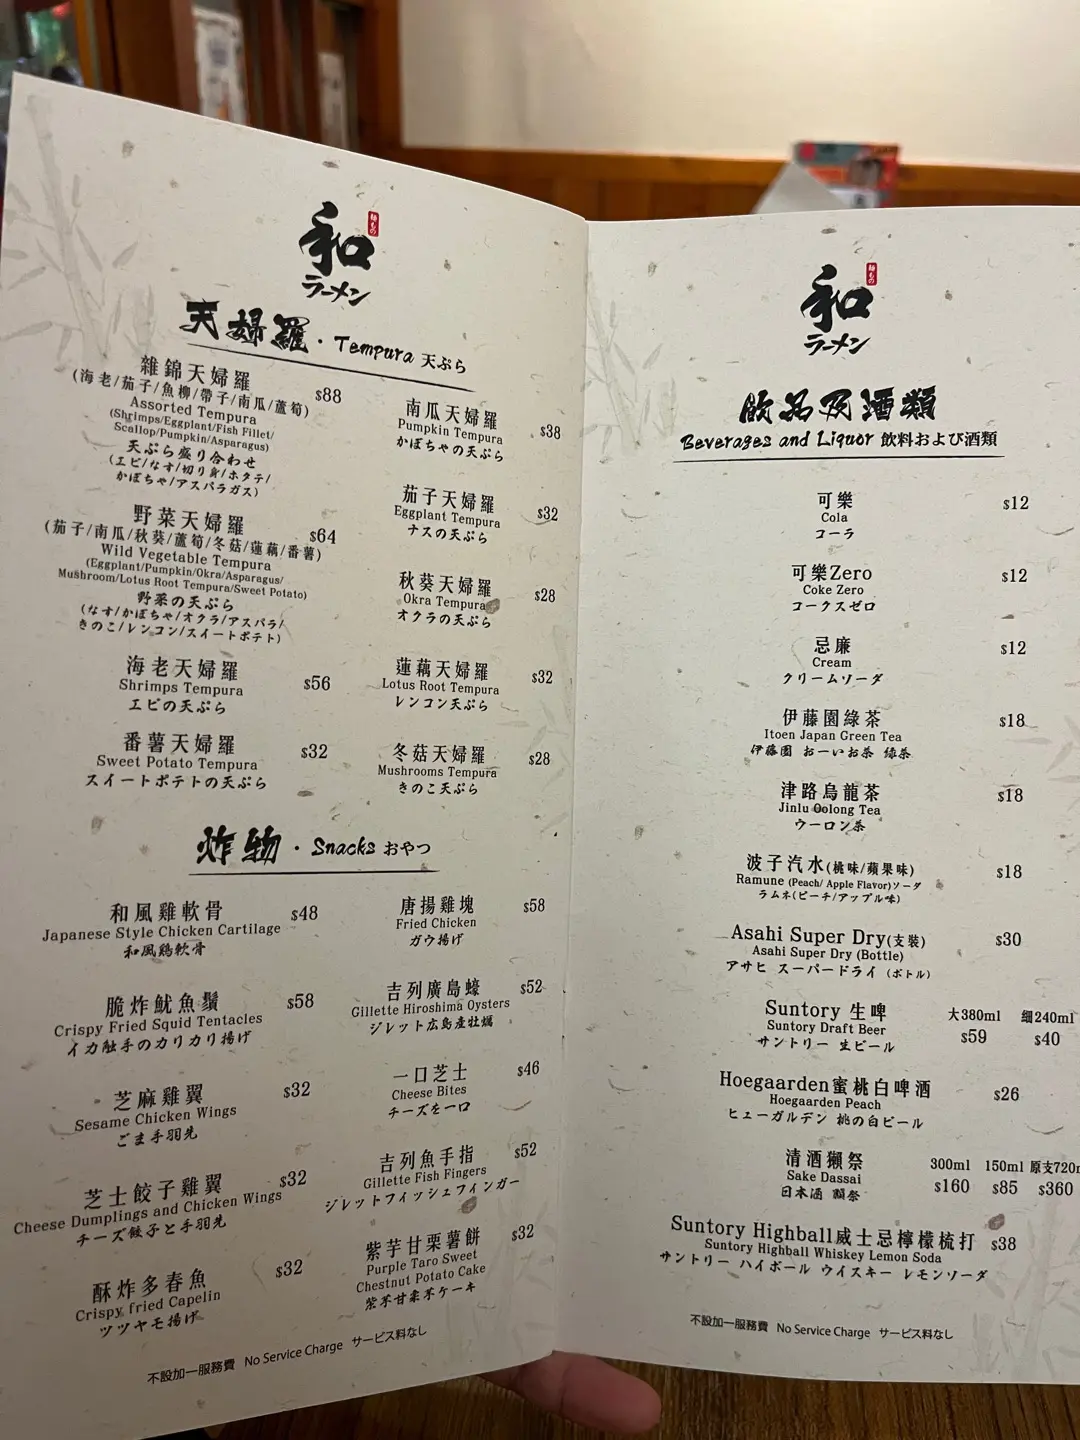 和
麺もの
ラーメン
天婦羅・Tempura 天ぷら
雜錦天婦羅 $88
(海老/茄子/魚柳/帶子/南瓜/蘆筍)
Assorted Tempura
(Shrimps/Eggplant/Fish Fillet/
Scallop/Pumpkin/Asparagus)
天ぷら盛り合わせ
(エビ/なす/切り身/ホタテ/
かぼちゃ/アスパラガス)
野菜天婦羅 $64
(茄子/南瓜/秋葵/蘆筍/冬菇/蓮藕/番薯)
Wild Vegetable Tempura
(Eggplant/Pumpkin/Okra/Asparagus/
Mushroom/Lotus Root Tempura/Sweet Potato)
野菜の天ぷら
(なす/かぼちゃ/オクラ/アスパラ/
きのこ/レンコン/スイートポテト)
海老天婦羅 $56
Shrimps Tempura
エビの天ぷら
番薯天婦羅 $32
Sweet Potato Tempura
スイートポテトの天ぷら
南瓜天婦羅 $38
Pumpkin Tempura
かぼちゃの天ぷら
茄子天婦羅 $32
Eggplant Tempura
ナスの天ぷら
秋葵天婦羅 $28
Okra Tempura
オクラの天ぷら
蓮藕天婦羅 $32
Lotus Root Tempura
レンコン天ぷら
冬菇天婦羅 $28
Mushrooms Tempura
きのこ天ぷら
炸物・Snacks おやつ
和風雞軟骨 $48
Japanese Style Chicken Cartilage
和風鶏軟骨
脆炸魷魚鬚 $58
Crispy Fried Squid Tentacles
イカ触手のカリカリ揚げ
芝麻雞翼 $32
Sesame Chicken Wings
ごま手羽先
芝士餃子雞翼 $32
Cheese Dumplings and Chicken Wings
チーズ餃子と手羽先
酥炸多春魚 $32
Crispy fried Capelin
ツツヤモ揚げ
唐揚雞塊 $58
Fried Chicken
ガウ揚げ
吉列廣島蠔 $52
Gillette Hiroshima Oysters
ジレット広島産牡蠣
一口芝士 $46
Cheese Bites
チーズを一口
吉列魚手指 $52
Gillette Fish Fingers
ジレットフィッシュフィンガー
紫芋甘栗薯餅 $32
Purple Taro Sweet
Chestnut Potato Cake
紫芋甘栗芋ケーキ
不設加一服務費 No Service Charge サービス料なし
和
麺もの
ラーメン
飲品及酒類
Beverages and Liquor 飲料および酒類
可樂 $12
Cola
コーラ
可樂Zero $12
Coke Zero
コークスゼロ
忌廉 $12
Cream
クリームソーダ
伊藤園綠茶 $18
Itoen Japan Green Tea
伊藤園 おーいお茶 緑茶
津路烏龍茶 $18
Jinlu Oolong Tea
ウーロン茶
波子汽水(桃味/蘋果味) $18
Ramune (Peach/ Apple Flavor)ソーダ
ラムネ(ピーチ/アップル味)
Asahi Super Dry(支裝) $30
Asahi Super Dry (Bottle)
アサヒ スーパードライ (ボトル)
Suntory 生啤 大380ml 細240ml
Suntory Draft Beer $59 $40
サントリー 生ビール
Hoegaarden蜜桃白啤酒 $26
Hoegaarden Peach
ヒューガルデン 桃の白ビール
清酒獺祭 300ml 150ml 原支720m
Sake Dassai $160 $85 $360
日本酒 獺祭
Suntory Highball威士忌檸檬梳打 $38
Suntory Highball Whiskey Lemon Soda
サントリー ハイボール ウイスキー レモンソーダ
不設加一服務費 No Service Charge サービス料なし